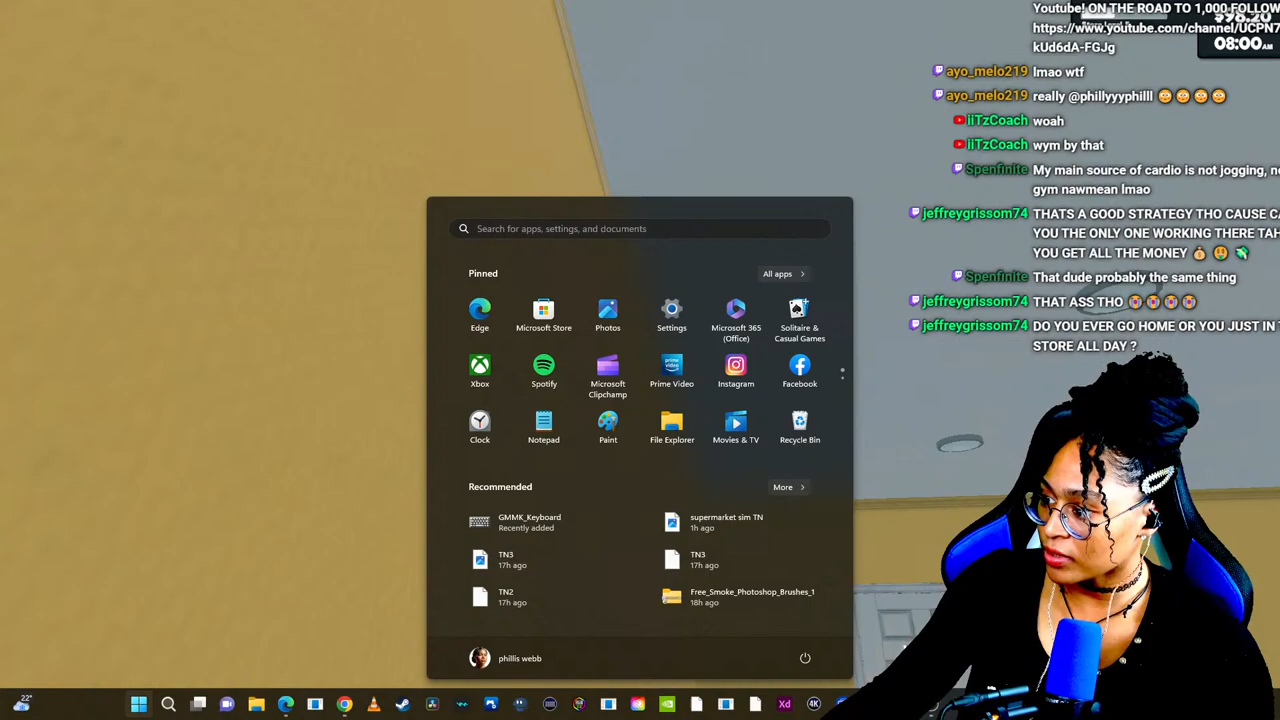 Youtube! ON THE ROAD TO 1,000 FOLLOW
https://www.youtube.com/channel/UCPN7
kUd6dA-FGJg
$98.20
08:00AM
ayo_melo219 lmao wtf
ayo_melo219 really @phillyyyphilll 😳 😳 😳 😳
iiTzCoach woah
iiTzCoach wym by that
Spenfinite My main source of cardio is not jogging, n
gym nawmean lmao
jeffreygrissom74 THATS A GOOD STRATEGY THO CAUSE C
YOU THE ONLY ONE WORKING THERE TAH
YOU GET ALL THE MONEY 💰 🤑 💸
Spenfinite That dude probably the same thing
jeffreygrissom74 THAT ASS THO 😭 😭 😭 😭
jeffreygrissom74 DO YOU EVER GO HOME OR YOU JUST IN T
STORE ALL DAY ?
Search for apps, settings, and documents
Pinned
All apps >
Edge
Microsoft Store
Photos
Settings
Microsoft 365
(Office)
Solitaire &
Casual Games
Xbox
Spotify
Microsoft
Clipchamp
Prime Video
Instagram
Facebook
Clock
Notepad
Paint
File Explorer
Movies & TV
Recycle Bin
Recommended
More >
GMMK_Keyboard
Recently added
supermarket sim TN
1h ago
TN3
17h ago
TN3
17h ago
TN2
17h ago
Free_Smoke_Photoshop_Brushes_1
18h ago
phillis webb
22°
Xd
4K